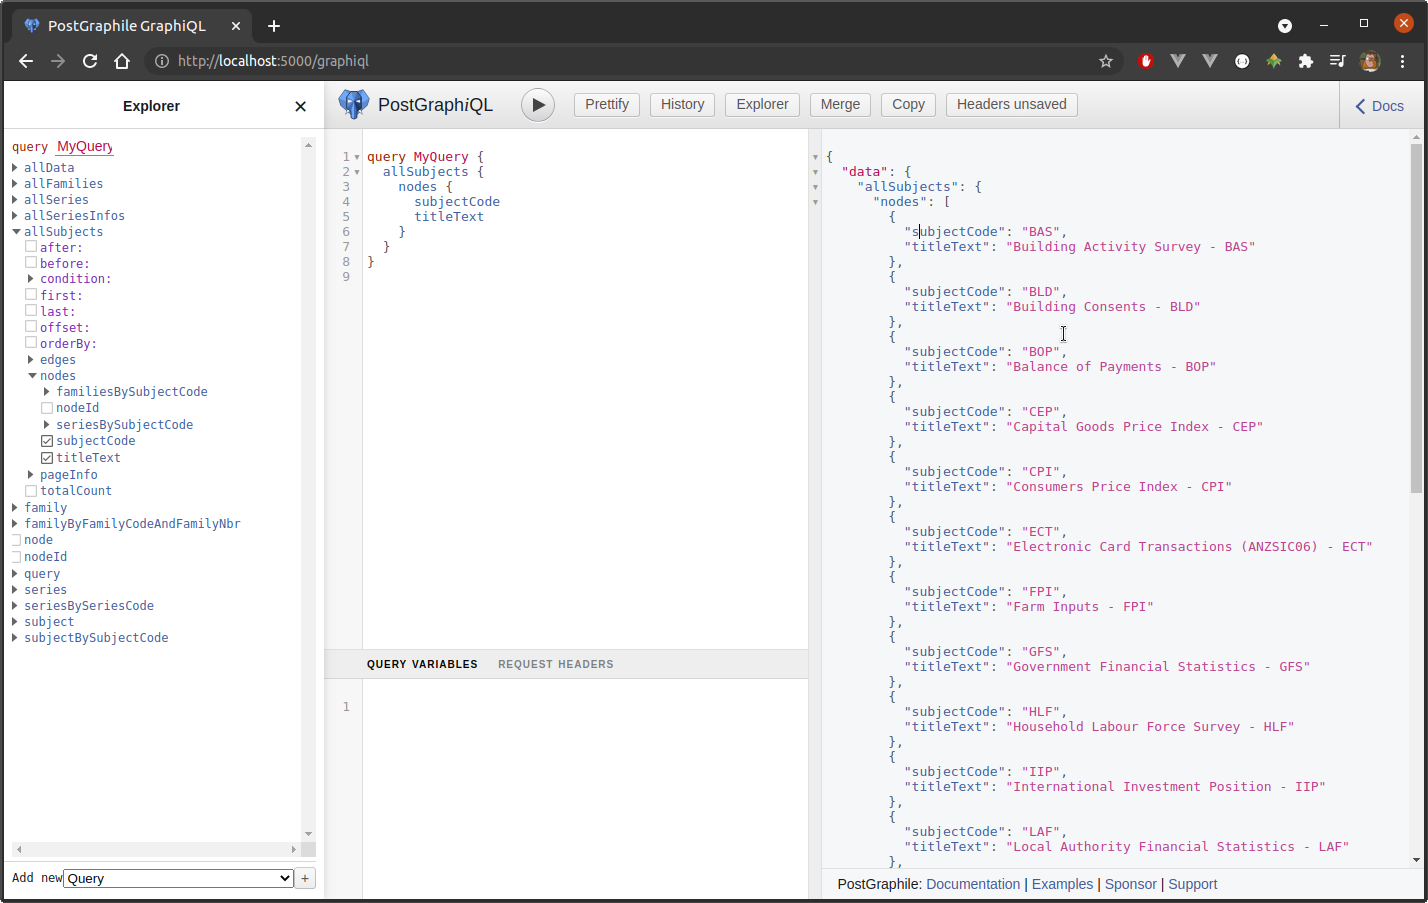 PostGraphile GraphiQL
http://localhost:5000/graphiql
Explorer
query MyQuery
allData
allFamilies
allSeries
allSeriesInfos
allSubjects
after:
before:
condition:
first:
last:
offset:
orderBy:
edges
nodes
familiesBySubjectCode
nodeId
seriesBySubjectCode
subjectCode
titleText
pageInfo
totalCount
family
familyByFamilyCodeAndFamilyNbr
node
nodeId
query
series
seriesBySeriesCode
subject
subjectBySubjectCode
Add new Query +
PostGraphiQL
Prettify History Explorer Merge Copy Headers unsaved
Docs
1 query MyQuery {
2 allSubjects {
3 nodes {
4 subjectCode
5 titleText
6 }
7 }
8 }
9
QUERY VARIABLES REQUEST HEADERS
1
{
"data": {
"allSubjects": {
"nodes": [
{
"subjectCode": "BAS",
"titleText": "Building Activity Survey - BAS"
},
{
"subjectCode": "BLD",
"titleText": "Building Consents - BLD"
},
{
"subjectCode": "BOP",
"titleText": "Balance of Payments - BOP"
},
{
"subjectCode": "CEP",
"titleText": "Capital Goods Price Index - CEP"
},
{
"subjectCode": "CPI",
"titleText": "Consumers Price Index - CPI"
},
{
"subjectCode": "ECT",
"titleText": "Electronic Card Transactions (ANZSIC06) - ECT"
},
{
"subjectCode": "FPI",
"titleText": "Farm Inputs - FPI"
},
{
"subjectCode": "GFS",
"titleText": "Government Financial Statistics - GFS"
},
{
"subjectCode": "HLF",
"titleText": "Household Labour Force Survey - HLF"
},
{
"subjectCode": "IIP",
"titleText": "International Investment Position - IIP"
},
{
"subjectCode": "LAF",
"titleText": "Local Authority Financial Statistics - LAF"
},
PostGraphile: Documentation | Examples | Sponsor | Support